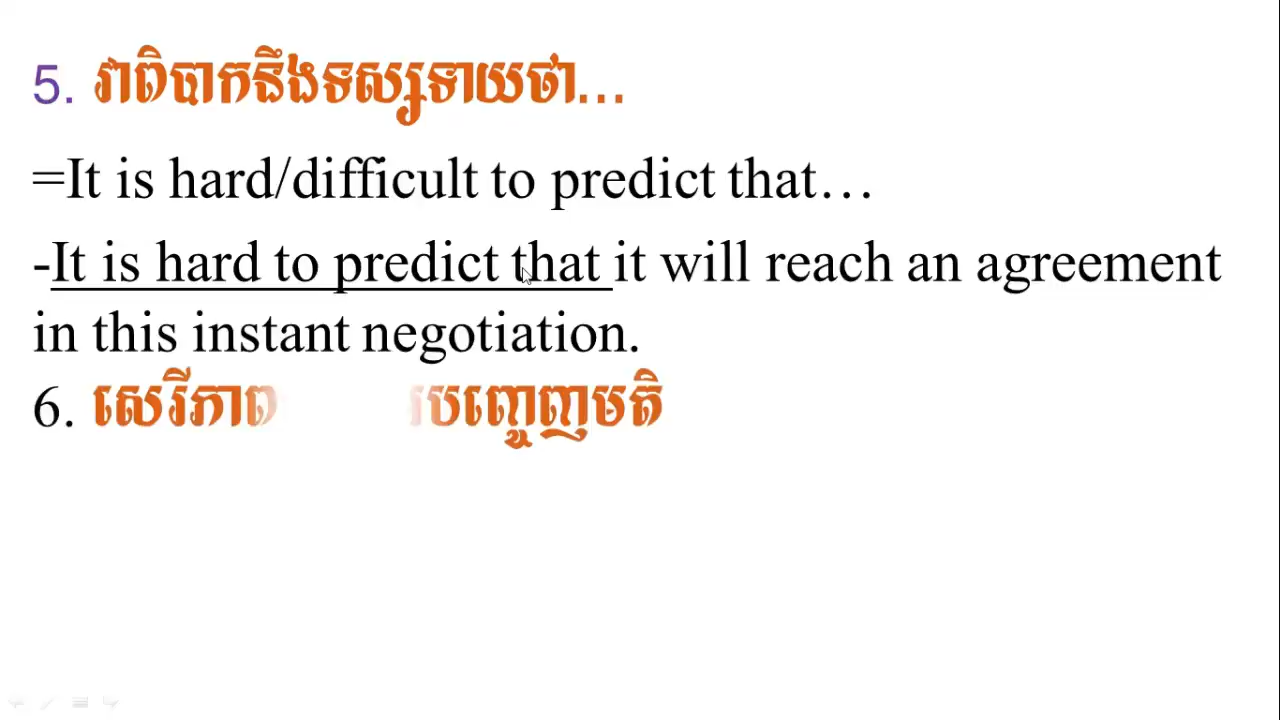 5. វាពិបាកនឹងទស្សទាយថា...
=It is hard/difficult to predict that…
-It is hard to predict that it will reach an agreement
in this instant negotiation.
6. សេរីភាព បញ្ចេញមតិ